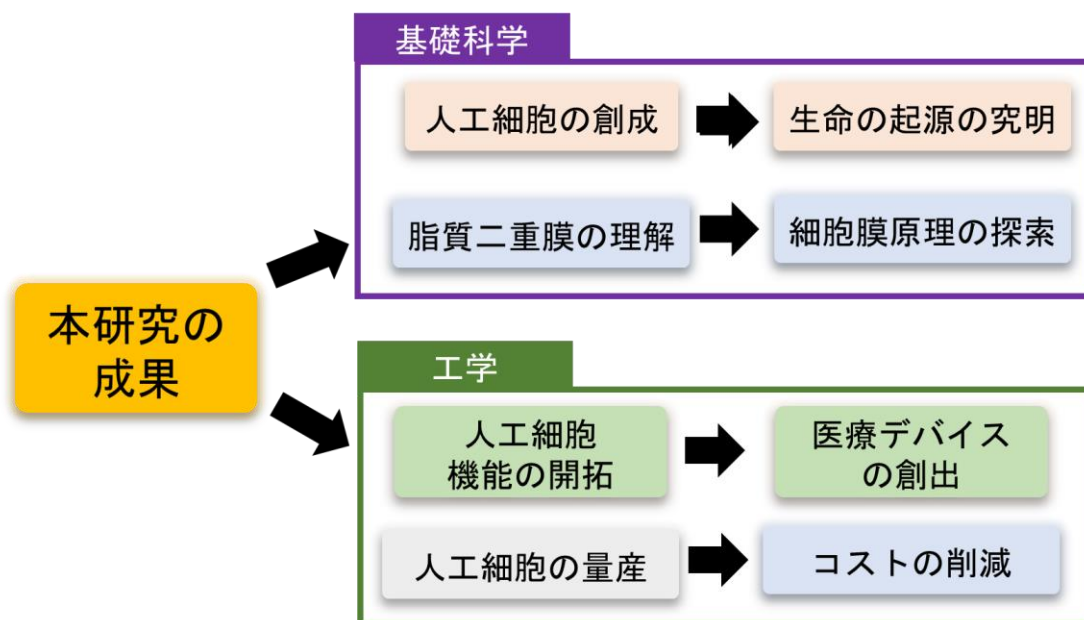 基礎科学
人工細胞の創成
生命の起源の究明
脂質二重膜の理解
細胞膜原理の探索
本研究の
成果
工学
人工細胞
機能の開拓
医療デバイス
の創出
人工細胞の量産
コストの削減